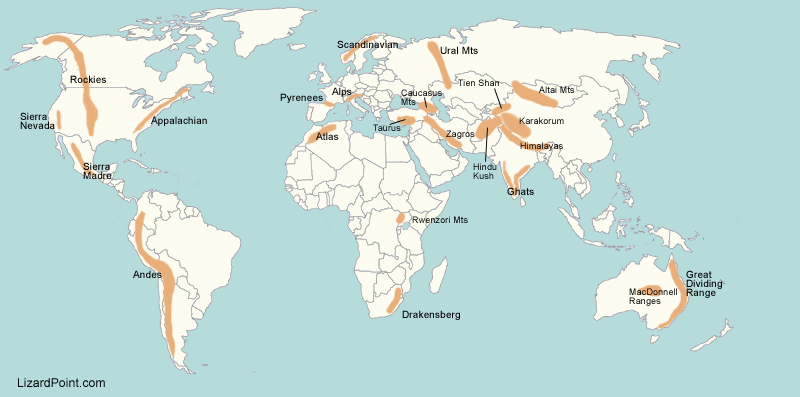 Scandinavian
Ural Mts
Rockies
Tien Shan
Altai Mts
Alps
Caucasus
Mts
Pyrenees
Sierra
Nevada
Appalachian
Karakorum
Taurus
Atlas
Zagros
Himalayas
Sierra
Madre
Hindu
Kush
Ghats
Rwenzori Mts
Andes
Great
Dividing
Range
MacDonnell
Ranges
Drakensberg
LizardPoint.com